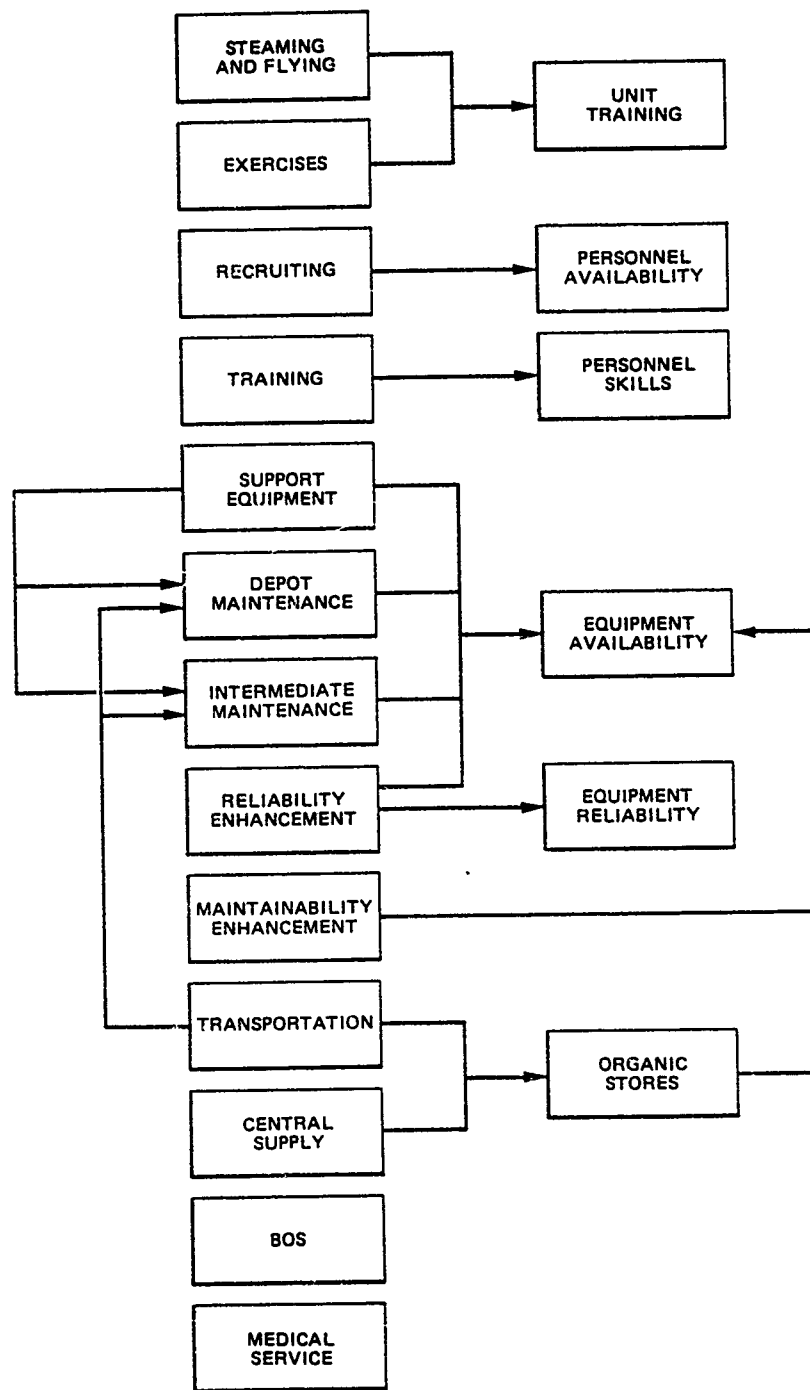 STEAMING
AND FLYING
UNIT
TRAINING
EXERCISES
RECRUITING
PERSONNEL
AVAILABILITY
TRAINING
PERSONNEL
SKILLS
SUPPORT
EQUIPMENT
DEPOT
MAINTENANCE
EQUIPMENT
AVAILABILITY
INTERMEDIATE
MAINTENANCE
RELIABILITY
ENHANCEMENT
EQUIPMENT
RELIABILITY
MAINTAINABILITY
ENHANCEMENT
TRANSPORTATION
ORGANIC
STORES
CENTRAL
SUPPLY
BOS
MEDICAL
SERVICE